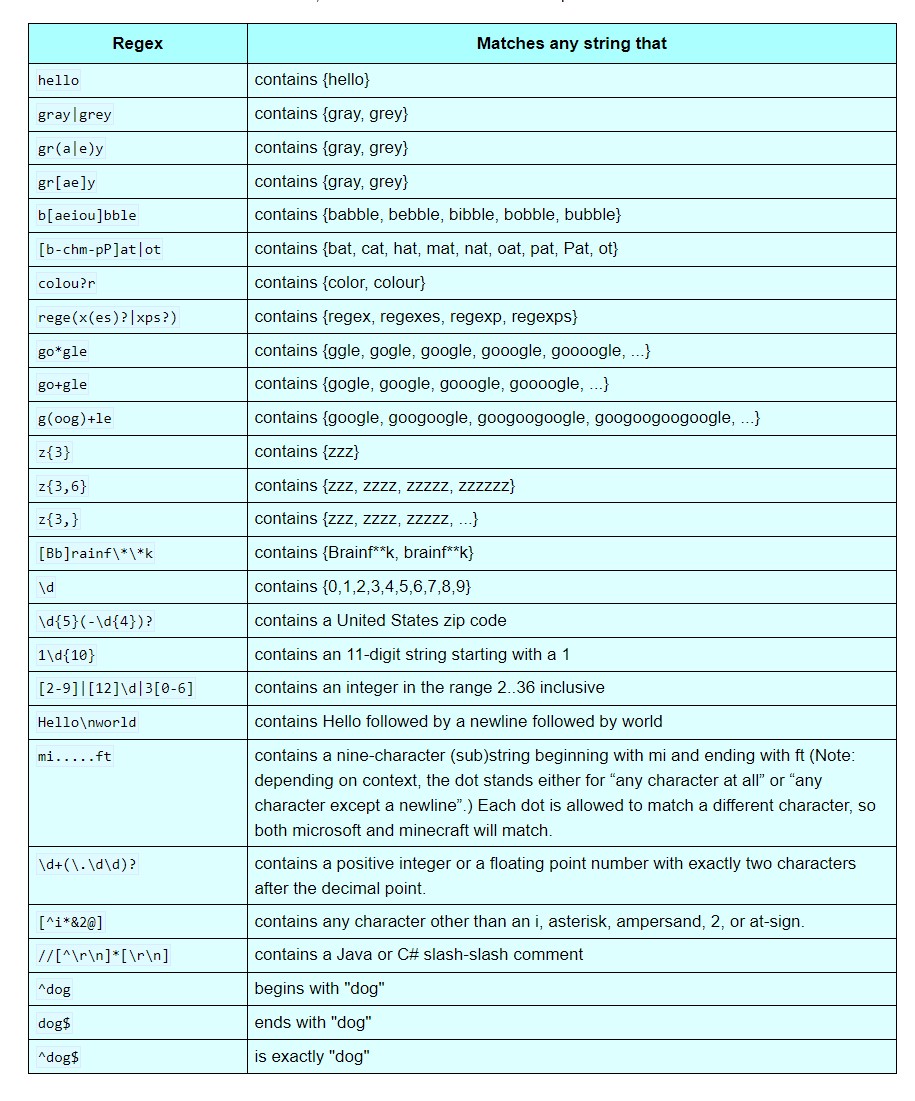 Regex Matches any string that
hello contains {hello}
gray|grey contains {gray, grey}
gr(a|e)y contains {gray, grey}
gr[ae]y contains {gray, grey}
b[aeiou]bble contains {babble, bebble, bibble, bobble, bubble}
[b-chm-pP]at|ot contains {bat, cat, hat, mat, nat, oat, pat, Pat, ot}
colou?r contains {color, colour}
rege(x(es)?|xps?) contains {regex, regexes, regexp, regexps}
go*gle contains {ggle, gogle, google, gooogle, goooogle, ...}
go+gle contains {gogle, google, gooogle, goooogle, ...}
g(oog)+le contains {google, googoogle, googoogoogle, googoogoogoogle, ...}
z{3} contains {zzz}
z{3,6} contains {zzz, zzzz, zzzzz, zzzzzz}
z{3,} contains {zzz, zzzz, zzzzz, ...}
[Bb]rainf\*\*k contains {Brainf**k, brainf**k}
\d contains {0,1,2,3,4,5,6,7,8,9}
\d{5}(-\d{4})? contains a United States zip code
1\d{10} contains an 11-digit string starting with a 1
[2-9]|[12]\d|3[0-6] contains an integer in the range 2..36 inclusive
Hello\nworld contains Hello followed by a newline followed by world
mi.....ft contains a nine-character (sub)string beginning with mi and ending with ft (Note:
depending on context, the dot stands either for “any character at all” or “any
character except a newline”.) Each dot is allowed to match a different character, so
both microsoft and minecraft will match.
\d+(\.\d\d)? contains a positive integer or a floating point number with exactly two characters
after the decimal point.
[^i*&2@] contains any character other than an i, asterisk, ampersand, 2, or at-sign.
//[^\r\n]*[\r\n] contains a Java or C# slash-slash comment
^dog begins with "dog"
dog$ ends with "dog"
^dog$ is exactly "dog"